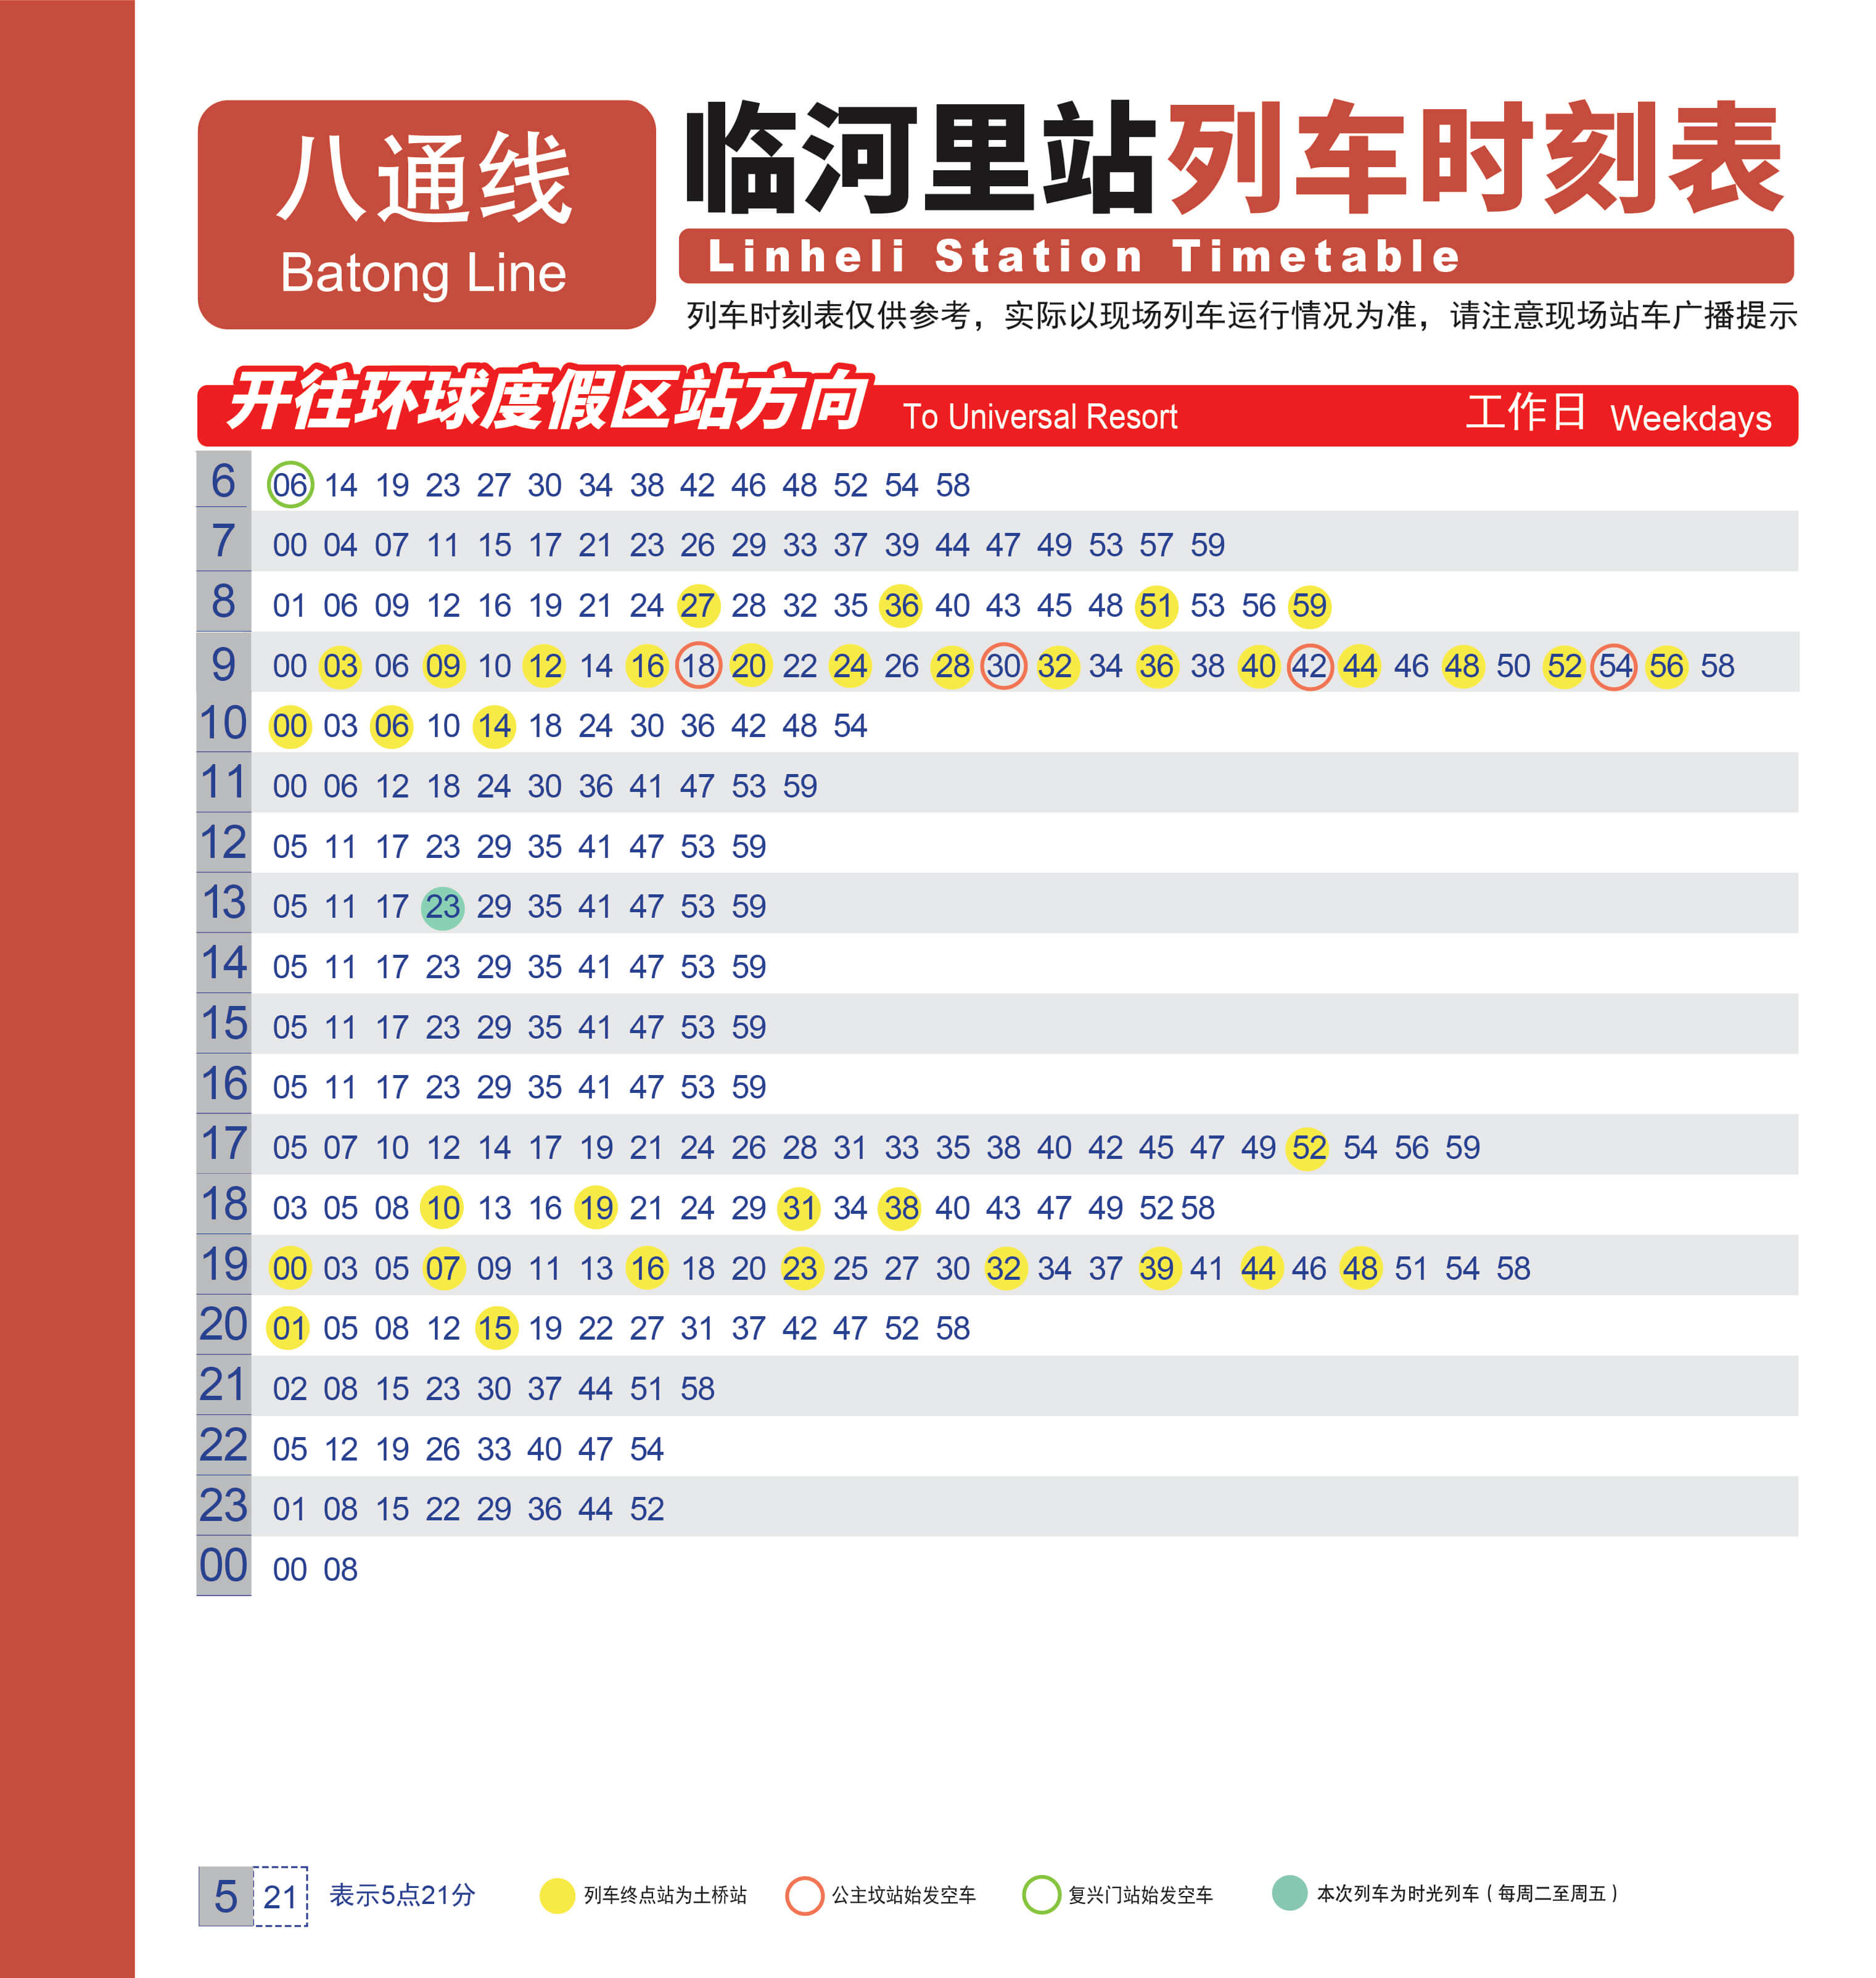 八通线
Batong Line
临河里站列车时刻表
Linheli Station Timetable
列车时刻表仅供参考，实际以现场列车运行情况为准，请注意现场站车广播提示
开往环球度假区站方向 To Universal Resort 工作日 Weekdays
6 06 14 19 23 27 30 34 38 42 46 48 52 54 58
7 00 04 07 11 15 17 21 23 26 29 33 37 39 44 47 49 53 57 59
8 01 06 09 12 16 19 21 24 27 28 32 35 36 40 43 45 48 51 53 56 59
9 00 03 06 09 10 12 14 16 18 20 22 24 26 28 30 32 34 36 38 40 42 44 46 48 50 52 54 56 58
10 00 03 06 10 14 18 24 30 36 42 48 54
11 00 06 12 18 24 30 36 41 47 53 59
12 05 11 17 23 29 35 41 47 53 59
13 05 11 17 23 29 35 41 47 53 59
14 05 11 17 23 29 35 41 47 53 59
15 05 11 17 23 29 35 41 47 53 59
16 05 11 17 23 29 35 41 47 53 59
17 05 07 10 12 14 17 19 21 24 26 28 31 33 35 38 40 42 45 47 49 52 54 56 59
18 03 05 08 10 13 16 19 21 24 29 31 34 38 40 43 47 49 52 58
19 00 03 05 07 09 11 13 16 18 20 23 25 27 30 32 34 37 39 41 44 46 48 51 54 58
20 01 05 08 12 15 19 22 27 31 37 42 47 52 58
21 02 08 15 23 30 37 44 51 58
22 05 12 19 26 33 40 47 54
23 01 08 15 22 29 36 44 52
00 00 08
5 21 表示5点21分 列车终点站为土桥站 公主坟站始发空车 复兴门站始发空车 本次列车为时光列车（每周二至周五）